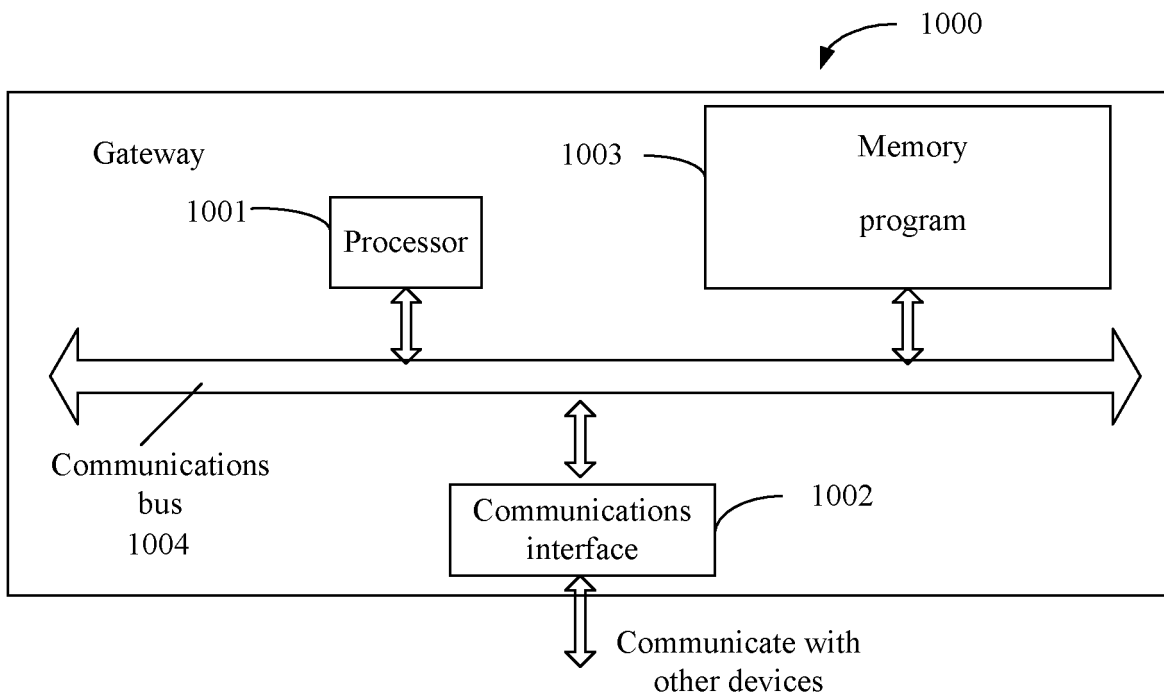 1000
Gateway
1003
Memory
program
1001
Processor
Communications
bus
1004
Communications
interface
1002
Communicate with
other devices